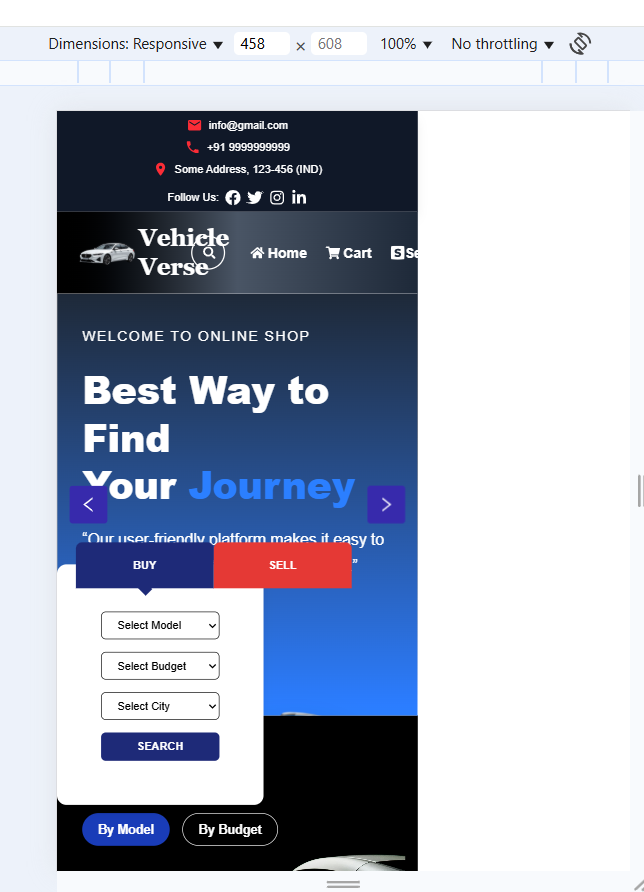 Dimensions: Responsive 458 × 608 100% No throttling
info@gmail.com
+91 9999999999
Some Address, 123-456 (IND)
Follow Us:
Vehicle
Verse
Home Cart S Se
WELCOME TO ONLINE SHOP
Best Way to
Find
Your Journey
“Our user-friendly platform makes it easy to
”
BUY SELL
Select Model
Select Budget
Select City
SEARCH
By Model By Budget